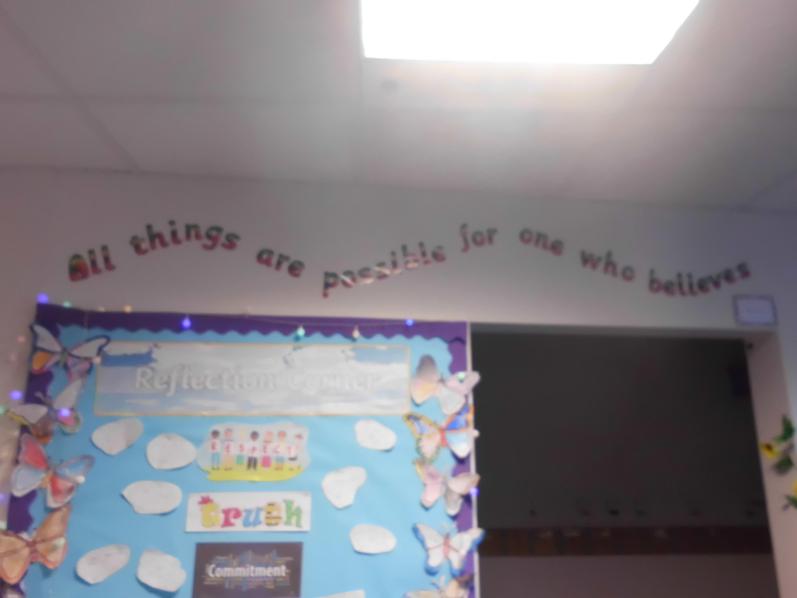 All things are possible for one who believes
Reflection Corner
RESPECT
truth
Commitment